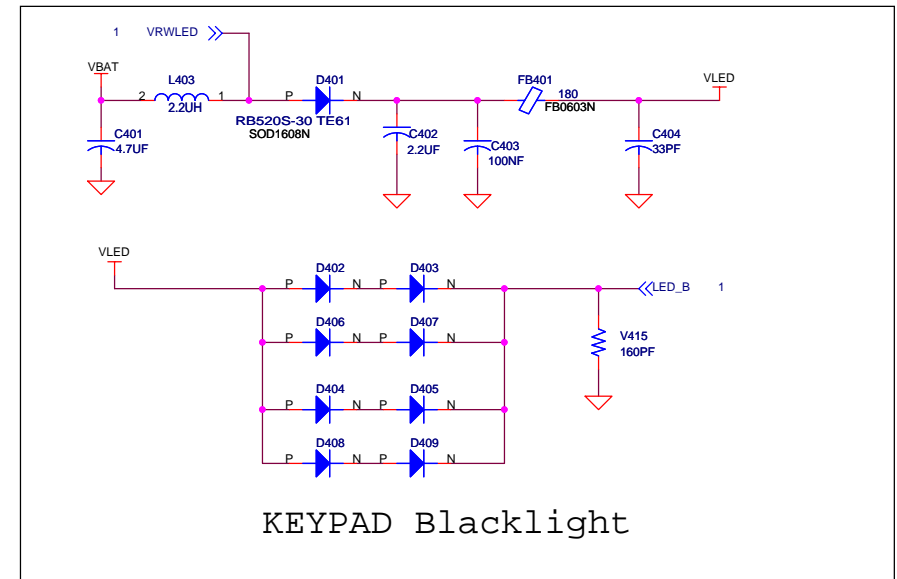 1 VRWLED
VBAT
L403
2 1
2.2UH
D401
P N
RB520S-30 TE61
SOD1608N
FB401
180
FB0603N
VLED
C401
4.7UF
C402
2.2UF
C403
100NF
C404
33PF
VLED
D402 D403
P N P N
LED_B 1
D406 D407
P N P N
V415
160PF
D404 D405
P N P N
D408 D409
P N P N
KEYPAD Blacklight